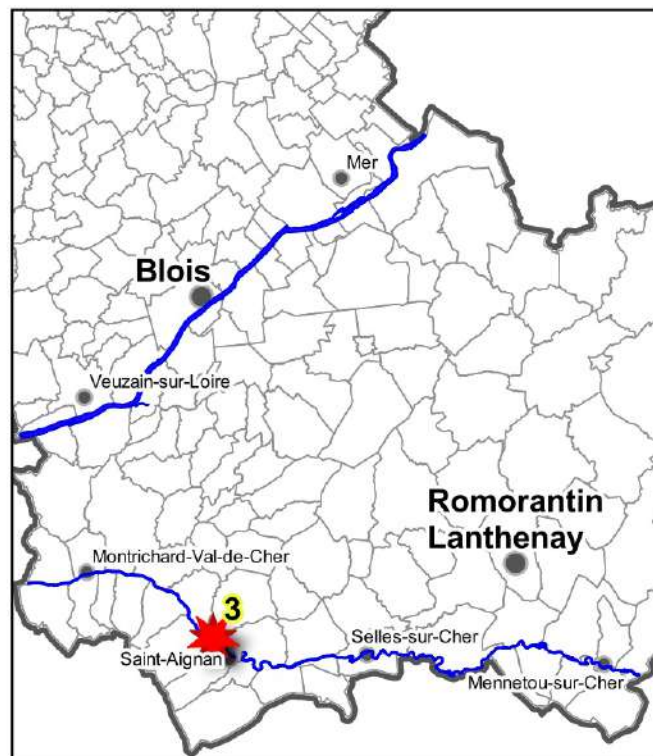 Mer
Blois
Veuzain-sur-Loire
Romorantin
Lanthenay
Montrichard-Val-de-Cher
3
Selles-sur-Cher
Saint-Aignan
Mennetou-sur-Cher